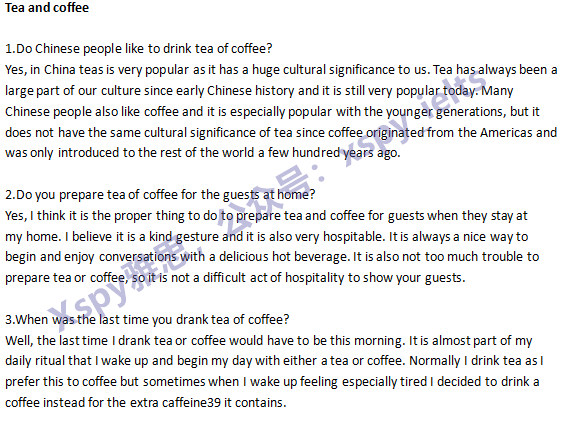 Tea and coffee
1.Do Chinese people like to drink tea of coffee?
Yes, in China teas is very popular as it has a huge cultural significance to us. Tea has always been a
large part of our culture since early Chinese history and it is still very popular today. Many
Chinese people also like coffee and it is especially popular with the younger generations, but it
does not have the same cultural significance of tea since coffee originated from the Americas and
was only introduced to the rest of the world a few hundred years ago.
2.Do you prepare tea of coffee for the guests at home?
Yes, I think it is the proper thing to do to prepare tea and coffee for guests when they stay at
my home. I believe it is a kind gesture and it is also very hospitable. It is always a nice way to
begin and enjoy conversations with a delicious hot beverage. It is also not too much trouble to
prepare tea or coffee, so it is not a difficult act of hospitality to show your guests.
3.When was the last time you drank tea of coffee?
Well, the last time I drank tea or coffee would have to be this morning. It is almost part of my
daily ritual that I wake up and begin my day with either a tea or coffee. Normally I drink tea as I
prefer this to coffee but sometimes when I wake up feeling especially tired I decided to drink a
coffee instead for the extra caffeine39 it contains.
Xspy雅思，公众号：xspy ielts